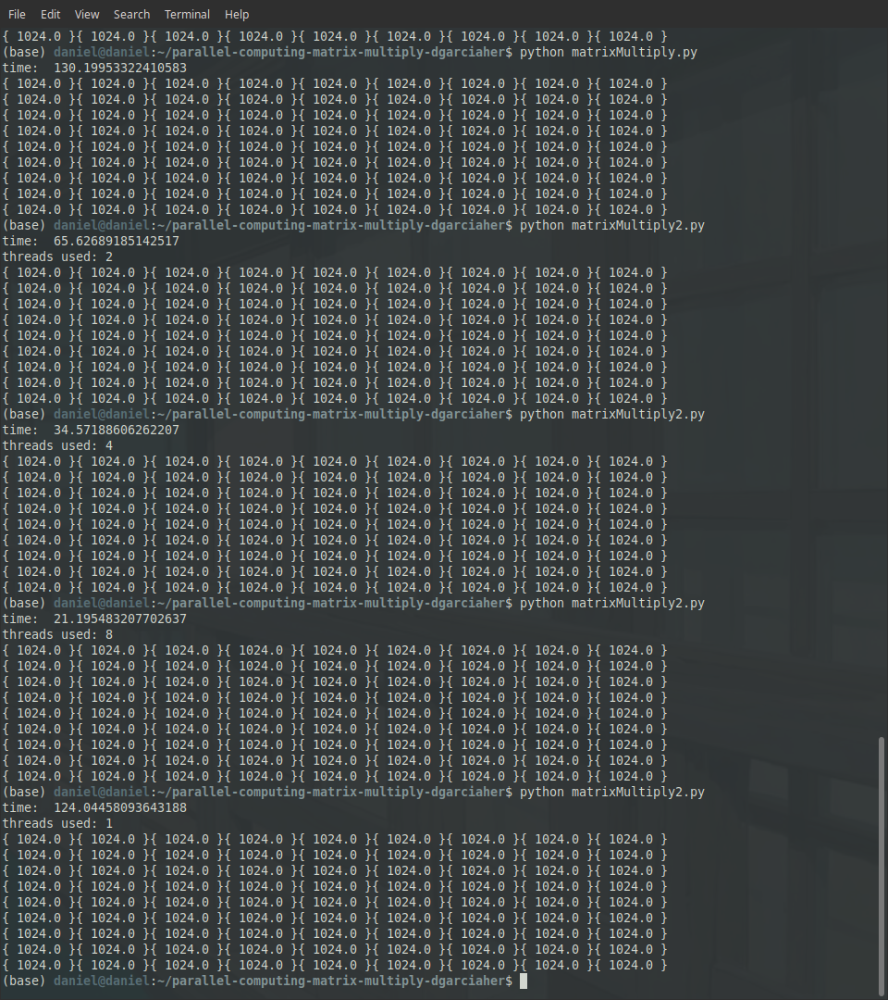 File Edit View Search Terminal Help
{ 1024.0 }{ 1024.0 }{ 1024.0 }{ 1024.0 }{ 1024.0 }{ 1024.0 }{ 1024.0 }{ 1024.0 }{ 1024.0 }
(base) daniel@daniel:~/parallel-computing-matrix-multiply-dgarciaher$ python matrixMultiply.py
time:  130.19953322410583
{ 1024.0 }{ 1024.0 }{ 1024.0 }{ 1024.0 }{ 1024.0 }{ 1024.0 }{ 1024.0 }{ 1024.0 }{ 1024.0 }
{ 1024.0 }{ 1024.0 }{ 1024.0 }{ 1024.0 }{ 1024.0 }{ 1024.0 }{ 1024.0 }{ 1024.0 }{ 1024.0 }
{ 1024.0 }{ 1024.0 }{ 1024.0 }{ 1024.0 }{ 1024.0 }{ 1024.0 }{ 1024.0 }{ 1024.0 }{ 1024.0 }
{ 1024.0 }{ 1024.0 }{ 1024.0 }{ 1024.0 }{ 1024.0 }{ 1024.0 }{ 1024.0 }{ 1024.0 }{ 1024.0 }
{ 1024.0 }{ 1024.0 }{ 1024.0 }{ 1024.0 }{ 1024.0 }{ 1024.0 }{ 1024.0 }{ 1024.0 }{ 1024.0 }
{ 1024.0 }{ 1024.0 }{ 1024.0 }{ 1024.0 }{ 1024.0 }{ 1024.0 }{ 1024.0 }{ 1024.0 }{ 1024.0 }
{ 1024.0 }{ 1024.0 }{ 1024.0 }{ 1024.0 }{ 1024.0 }{ 1024.0 }{ 1024.0 }{ 1024.0 }{ 1024.0 }
{ 1024.0 }{ 1024.0 }{ 1024.0 }{ 1024.0 }{ 1024.0 }{ 1024.0 }{ 1024.0 }{ 1024.0 }{ 1024.0 }
{ 1024.0 }{ 1024.0 }{ 1024.0 }{ 1024.0 }{ 1024.0 }{ 1024.0 }{ 1024.0 }{ 1024.0 }{ 1024.0 }
(base) daniel@daniel:~/parallel-computing-matrix-multiply-dgarciaher$ python matrixMultiply2.py
time:  65.62689185142517
threads used: 2
{ 1024.0 }{ 1024.0 }{ 1024.0 }{ 1024.0 }{ 1024.0 }{ 1024.0 }{ 1024.0 }{ 1024.0 }{ 1024.0 }
{ 1024.0 }{ 1024.0 }{ 1024.0 }{ 1024.0 }{ 1024.0 }{ 1024.0 }{ 1024.0 }{ 1024.0 }{ 1024.0 }
{ 1024.0 }{ 1024.0 }{ 1024.0 }{ 1024.0 }{ 1024.0 }{ 1024.0 }{ 1024.0 }{ 1024.0 }{ 1024.0 }
{ 1024.0 }{ 1024.0 }{ 1024.0 }{ 1024.0 }{ 1024.0 }{ 1024.0 }{ 1024.0 }{ 1024.0 }{ 1024.0 }
{ 1024.0 }{ 1024.0 }{ 1024.0 }{ 1024.0 }{ 1024.0 }{ 1024.0 }{ 1024.0 }{ 1024.0 }{ 1024.0 }
{ 1024.0 }{ 1024.0 }{ 1024.0 }{ 1024.0 }{ 1024.0 }{ 1024.0 }{ 1024.0 }{ 1024.0 }{ 1024.0 }
{ 1024.0 }{ 1024.0 }{ 1024.0 }{ 1024.0 }{ 1024.0 }{ 1024.0 }{ 1024.0 }{ 1024.0 }{ 1024.0 }
{ 1024.0 }{ 1024.0 }{ 1024.0 }{ 1024.0 }{ 1024.0 }{ 1024.0 }{ 1024.0 }{ 1024.0 }{ 1024.0 }
{ 1024.0 }{ 1024.0 }{ 1024.0 }{ 1024.0 }{ 1024.0 }{ 1024.0 }{ 1024.0 }{ 1024.0 }{ 1024.0 }
(base) daniel@daniel:~/parallel-computing-matrix-multiply-dgarciaher$ python matrixMultiply2.py
time:  34.57188606262207
threads used: 4
{ 1024.0 }{ 1024.0 }{ 1024.0 }{ 1024.0 }{ 1024.0 }{ 1024.0 }{ 1024.0 }{ 1024.0 }{ 1024.0 }
{ 1024.0 }{ 1024.0 }{ 1024.0 }{ 1024.0 }{ 1024.0 }{ 1024.0 }{ 1024.0 }{ 1024.0 }{ 1024.0 }
{ 1024.0 }{ 1024.0 }{ 1024.0 }{ 1024.0 }{ 1024.0 }{ 1024.0 }{ 1024.0 }{ 1024.0 }{ 1024.0 }
{ 1024.0 }{ 1024.0 }{ 1024.0 }{ 1024.0 }{ 1024.0 }{ 1024.0 }{ 1024.0 }{ 1024.0 }{ 1024.0 }
{ 1024.0 }{ 1024.0 }{ 1024.0 }{ 1024.0 }{ 1024.0 }{ 1024.0 }{ 1024.0 }{ 1024.0 }{ 1024.0 }
{ 1024.0 }{ 1024.0 }{ 1024.0 }{ 1024.0 }{ 1024.0 }{ 1024.0 }{ 1024.0 }{ 1024.0 }{ 1024.0 }
{ 1024.0 }{ 1024.0 }{ 1024.0 }{ 1024.0 }{ 1024.0 }{ 1024.0 }{ 1024.0 }{ 1024.0 }{ 1024.0 }
{ 1024.0 }{ 1024.0 }{ 1024.0 }{ 1024.0 }{ 1024.0 }{ 1024.0 }{ 1024.0 }{ 1024.0 }{ 1024.0 }
{ 1024.0 }{ 1024.0 }{ 1024.0 }{ 1024.0 }{ 1024.0 }{ 1024.0 }{ 1024.0 }{ 1024.0 }{ 1024.0 }
(base) daniel@daniel:~/parallel-computing-matrix-multiply-dgarciaher$ python matrixMultiply2.py
time:  21.195483207702637
threads used: 8
{ 1024.0 }{ 1024.0 }{ 1024.0 }{ 1024.0 }{ 1024.0 }{ 1024.0 }{ 1024.0 }{ 1024.0 }{ 1024.0 }
{ 1024.0 }{ 1024.0 }{ 1024.0 }{ 1024.0 }{ 1024.0 }{ 1024.0 }{ 1024.0 }{ 1024.0 }{ 1024.0 }
{ 1024.0 }{ 1024.0 }{ 1024.0 }{ 1024.0 }{ 1024.0 }{ 1024.0 }{ 1024.0 }{ 1024.0 }{ 1024.0 }
{ 1024.0 }{ 1024.0 }{ 1024.0 }{ 1024.0 }{ 1024.0 }{ 1024.0 }{ 1024.0 }{ 1024.0 }{ 1024.0 }
{ 1024.0 }{ 1024.0 }{ 1024.0 }{ 1024.0 }{ 1024.0 }{ 1024.0 }{ 1024.0 }{ 1024.0 }{ 1024.0 }
{ 1024.0 }{ 1024.0 }{ 1024.0 }{ 1024.0 }{ 1024.0 }{ 1024.0 }{ 1024.0 }{ 1024.0 }{ 1024.0 }
{ 1024.0 }{ 1024.0 }{ 1024.0 }{ 1024.0 }{ 1024.0 }{ 1024.0 }{ 1024.0 }{ 1024.0 }{ 1024.0 }
{ 1024.0 }{ 1024.0 }{ 1024.0 }{ 1024.0 }{ 1024.0 }{ 1024.0 }{ 1024.0 }{ 1024.0 }{ 1024.0 }
{ 1024.0 }{ 1024.0 }{ 1024.0 }{ 1024.0 }{ 1024.0 }{ 1024.0 }{ 1024.0 }{ 1024.0 }{ 1024.0 }
(base) daniel@daniel:~/parallel-computing-matrix-multiply-dgarciaher$ python matrixMultiply2.py
time:  124.04458093643188
threads used: 1
{ 1024.0 }{ 1024.0 }{ 1024.0 }{ 1024.0 }{ 1024.0 }{ 1024.0 }{ 1024.0 }{ 1024.0 }{ 1024.0 }
{ 1024.0 }{ 1024.0 }{ 1024.0 }{ 1024.0 }{ 1024.0 }{ 1024.0 }{ 1024.0 }{ 1024.0 }{ 1024.0 }
{ 1024.0 }{ 1024.0 }{ 1024.0 }{ 1024.0 }{ 1024.0 }{ 1024.0 }{ 1024.0 }{ 1024.0 }{ 1024.0 }
{ 1024.0 }{ 1024.0 }{ 1024.0 }{ 1024.0 }{ 1024.0 }{ 1024.0 }{ 1024.0 }{ 1024.0 }{ 1024.0 }
{ 1024.0 }{ 1024.0 }{ 1024.0 }{ 1024.0 }{ 1024.0 }{ 1024.0 }{ 1024.0 }{ 1024.0 }{ 1024.0 }
{ 1024.0 }{ 1024.0 }{ 1024.0 }{ 1024.0 }{ 1024.0 }{ 1024.0 }{ 1024.0 }{ 1024.0 }{ 1024.0 }
{ 1024.0 }{ 1024.0 }{ 1024.0 }{ 1024.0 }{ 1024.0 }{ 1024.0 }{ 1024.0 }{ 1024.0 }{ 1024.0 }
{ 1024.0 }{ 1024.0 }{ 1024.0 }{ 1024.0 }{ 1024.0 }{ 1024.0 }{ 1024.0 }{ 1024.0 }{ 1024.0 }
{ 1024.0 }{ 1024.0 }{ 1024.0 }{ 1024.0 }{ 1024.0 }{ 1024.0 }{ 1024.0 }{ 1024.0 }{ 1024.0 }
(base) daniel@daniel:~/parallel-computing-matrix-multiply-dgarciaher$